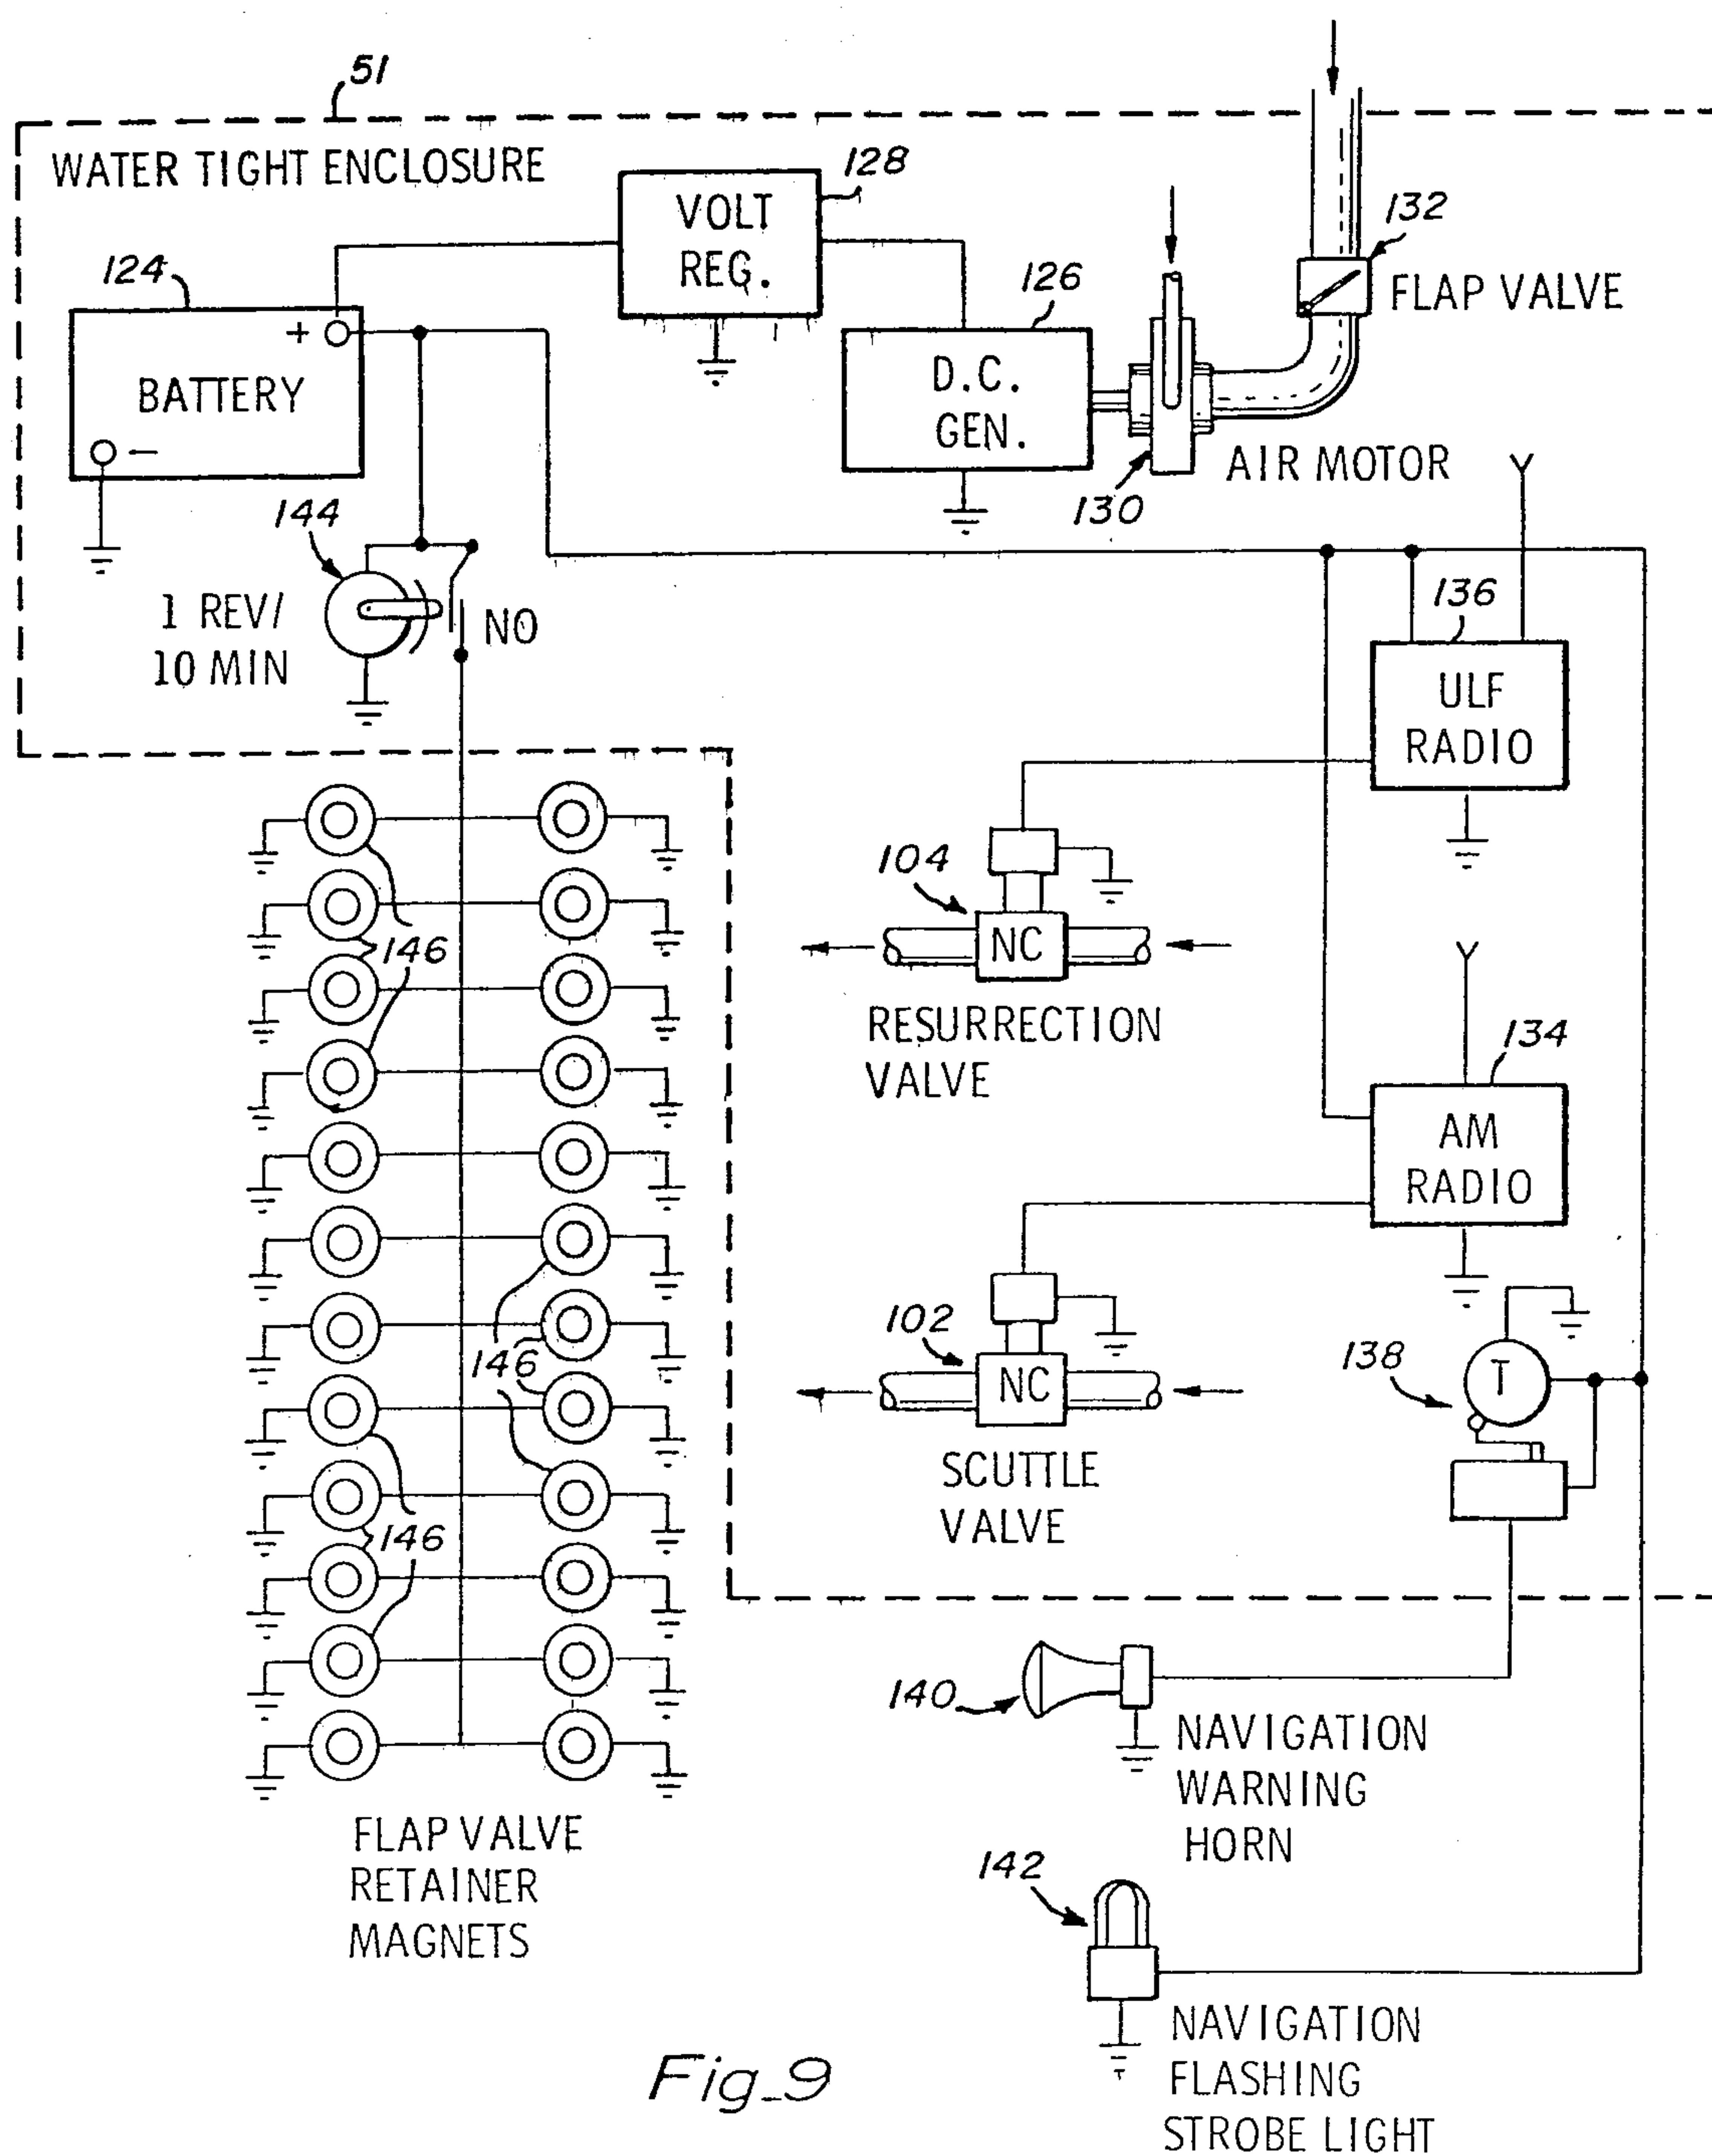 51
WATER TIGHT ENCLOSURE
128
VOLT
REG.
132
FLAP VALVE
124
+
BATTERY
—
126
D.C.
GEN.
AIR MOTOR
130
144
1 REV/
10 MIN
NO
136
ULF
RADIO
104
NC
RESURRECTION
VALVE
146
134
AM
RADIO
102
NC
SCUTTLE
VALVE
138
T
146
146
140
NAVIGATION
WARNING
HORN
FLAP VALVE
RETAINER
MAGNETS
142
NAVIGATION
FLASHING
STROBE LIGHT
Fig_9